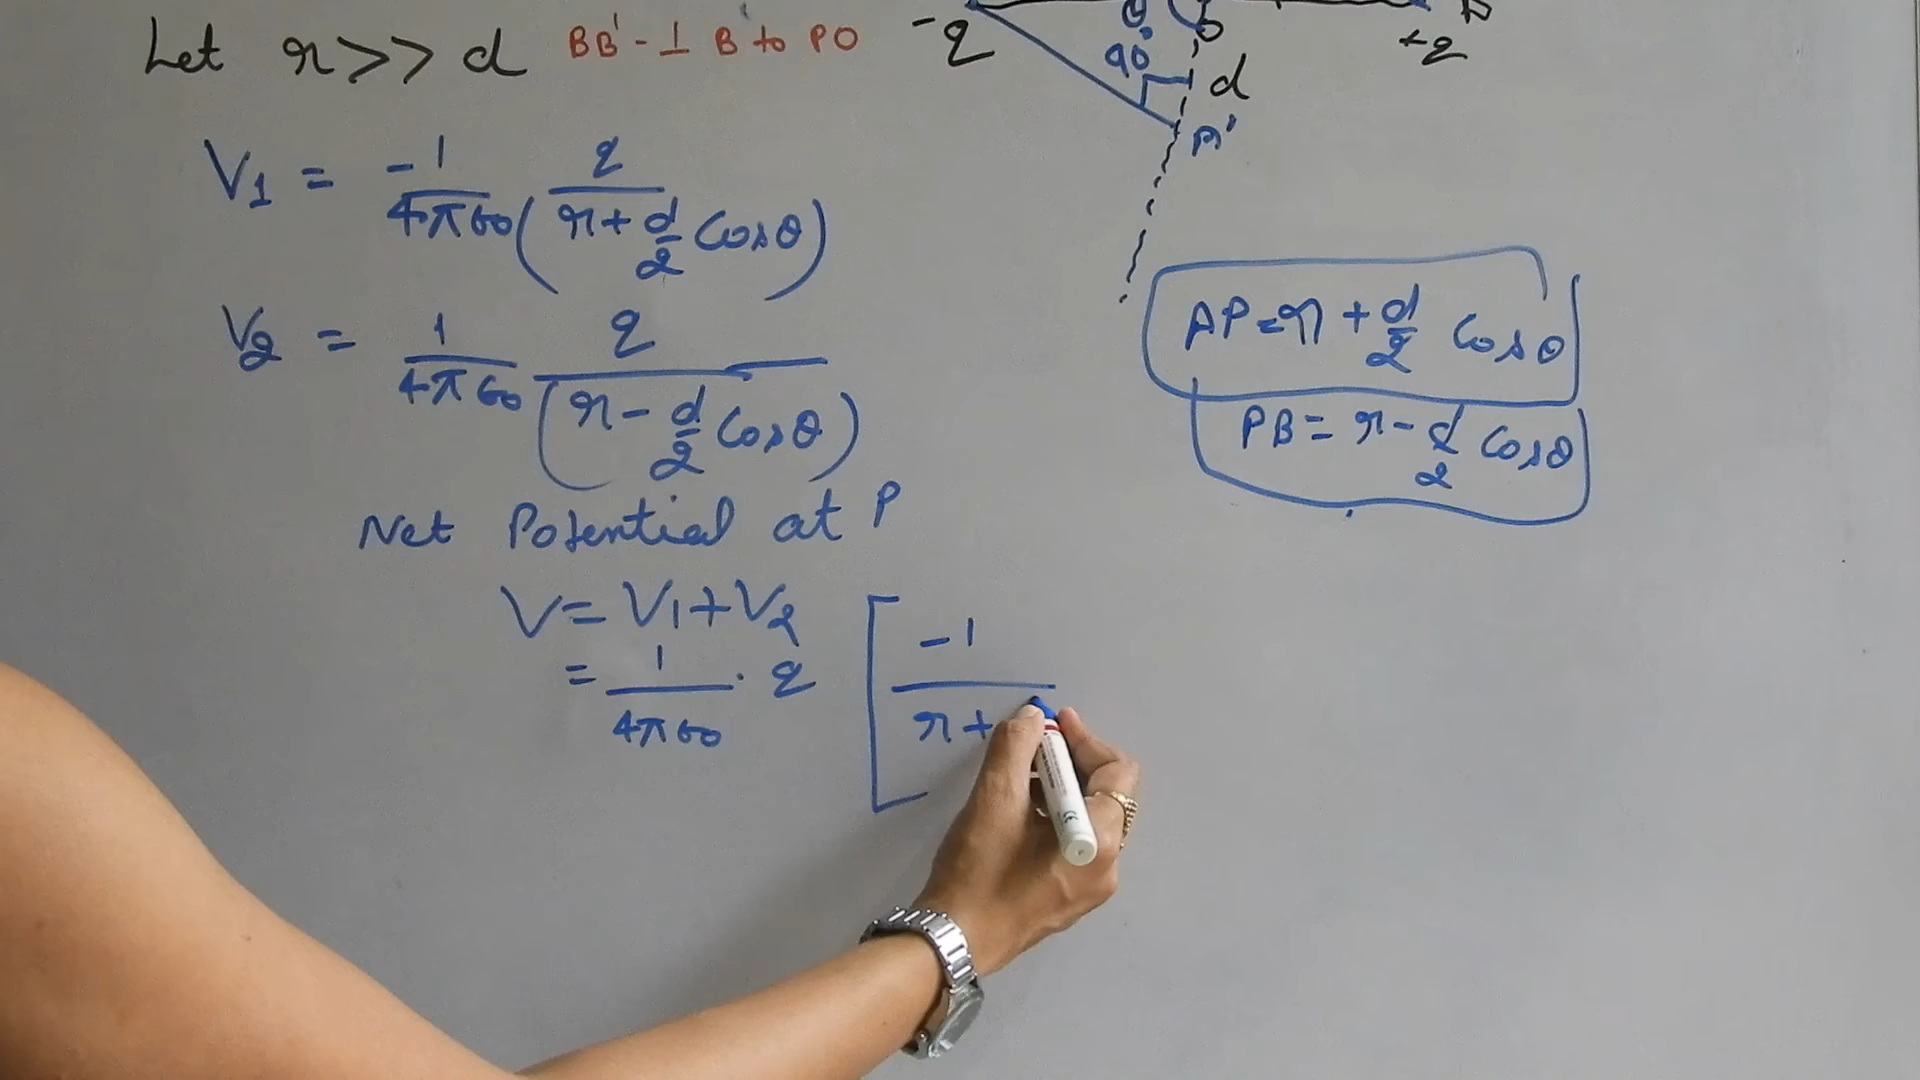 Let r>>d BB' - ⊥ B to PO
-q
θ
O
+q
90°
d
A'
V1 = -1/4πε0 (q/r+d/2 Cosθ)
V2 = 1/4πε0 q/(r-d/2 Cosθ)
AP=r+d/2 Cosθ
PB=r-d/2 Cosθ
Net Potential at P
V=V1+V2
= 1/4πε0 . q [-1/r+